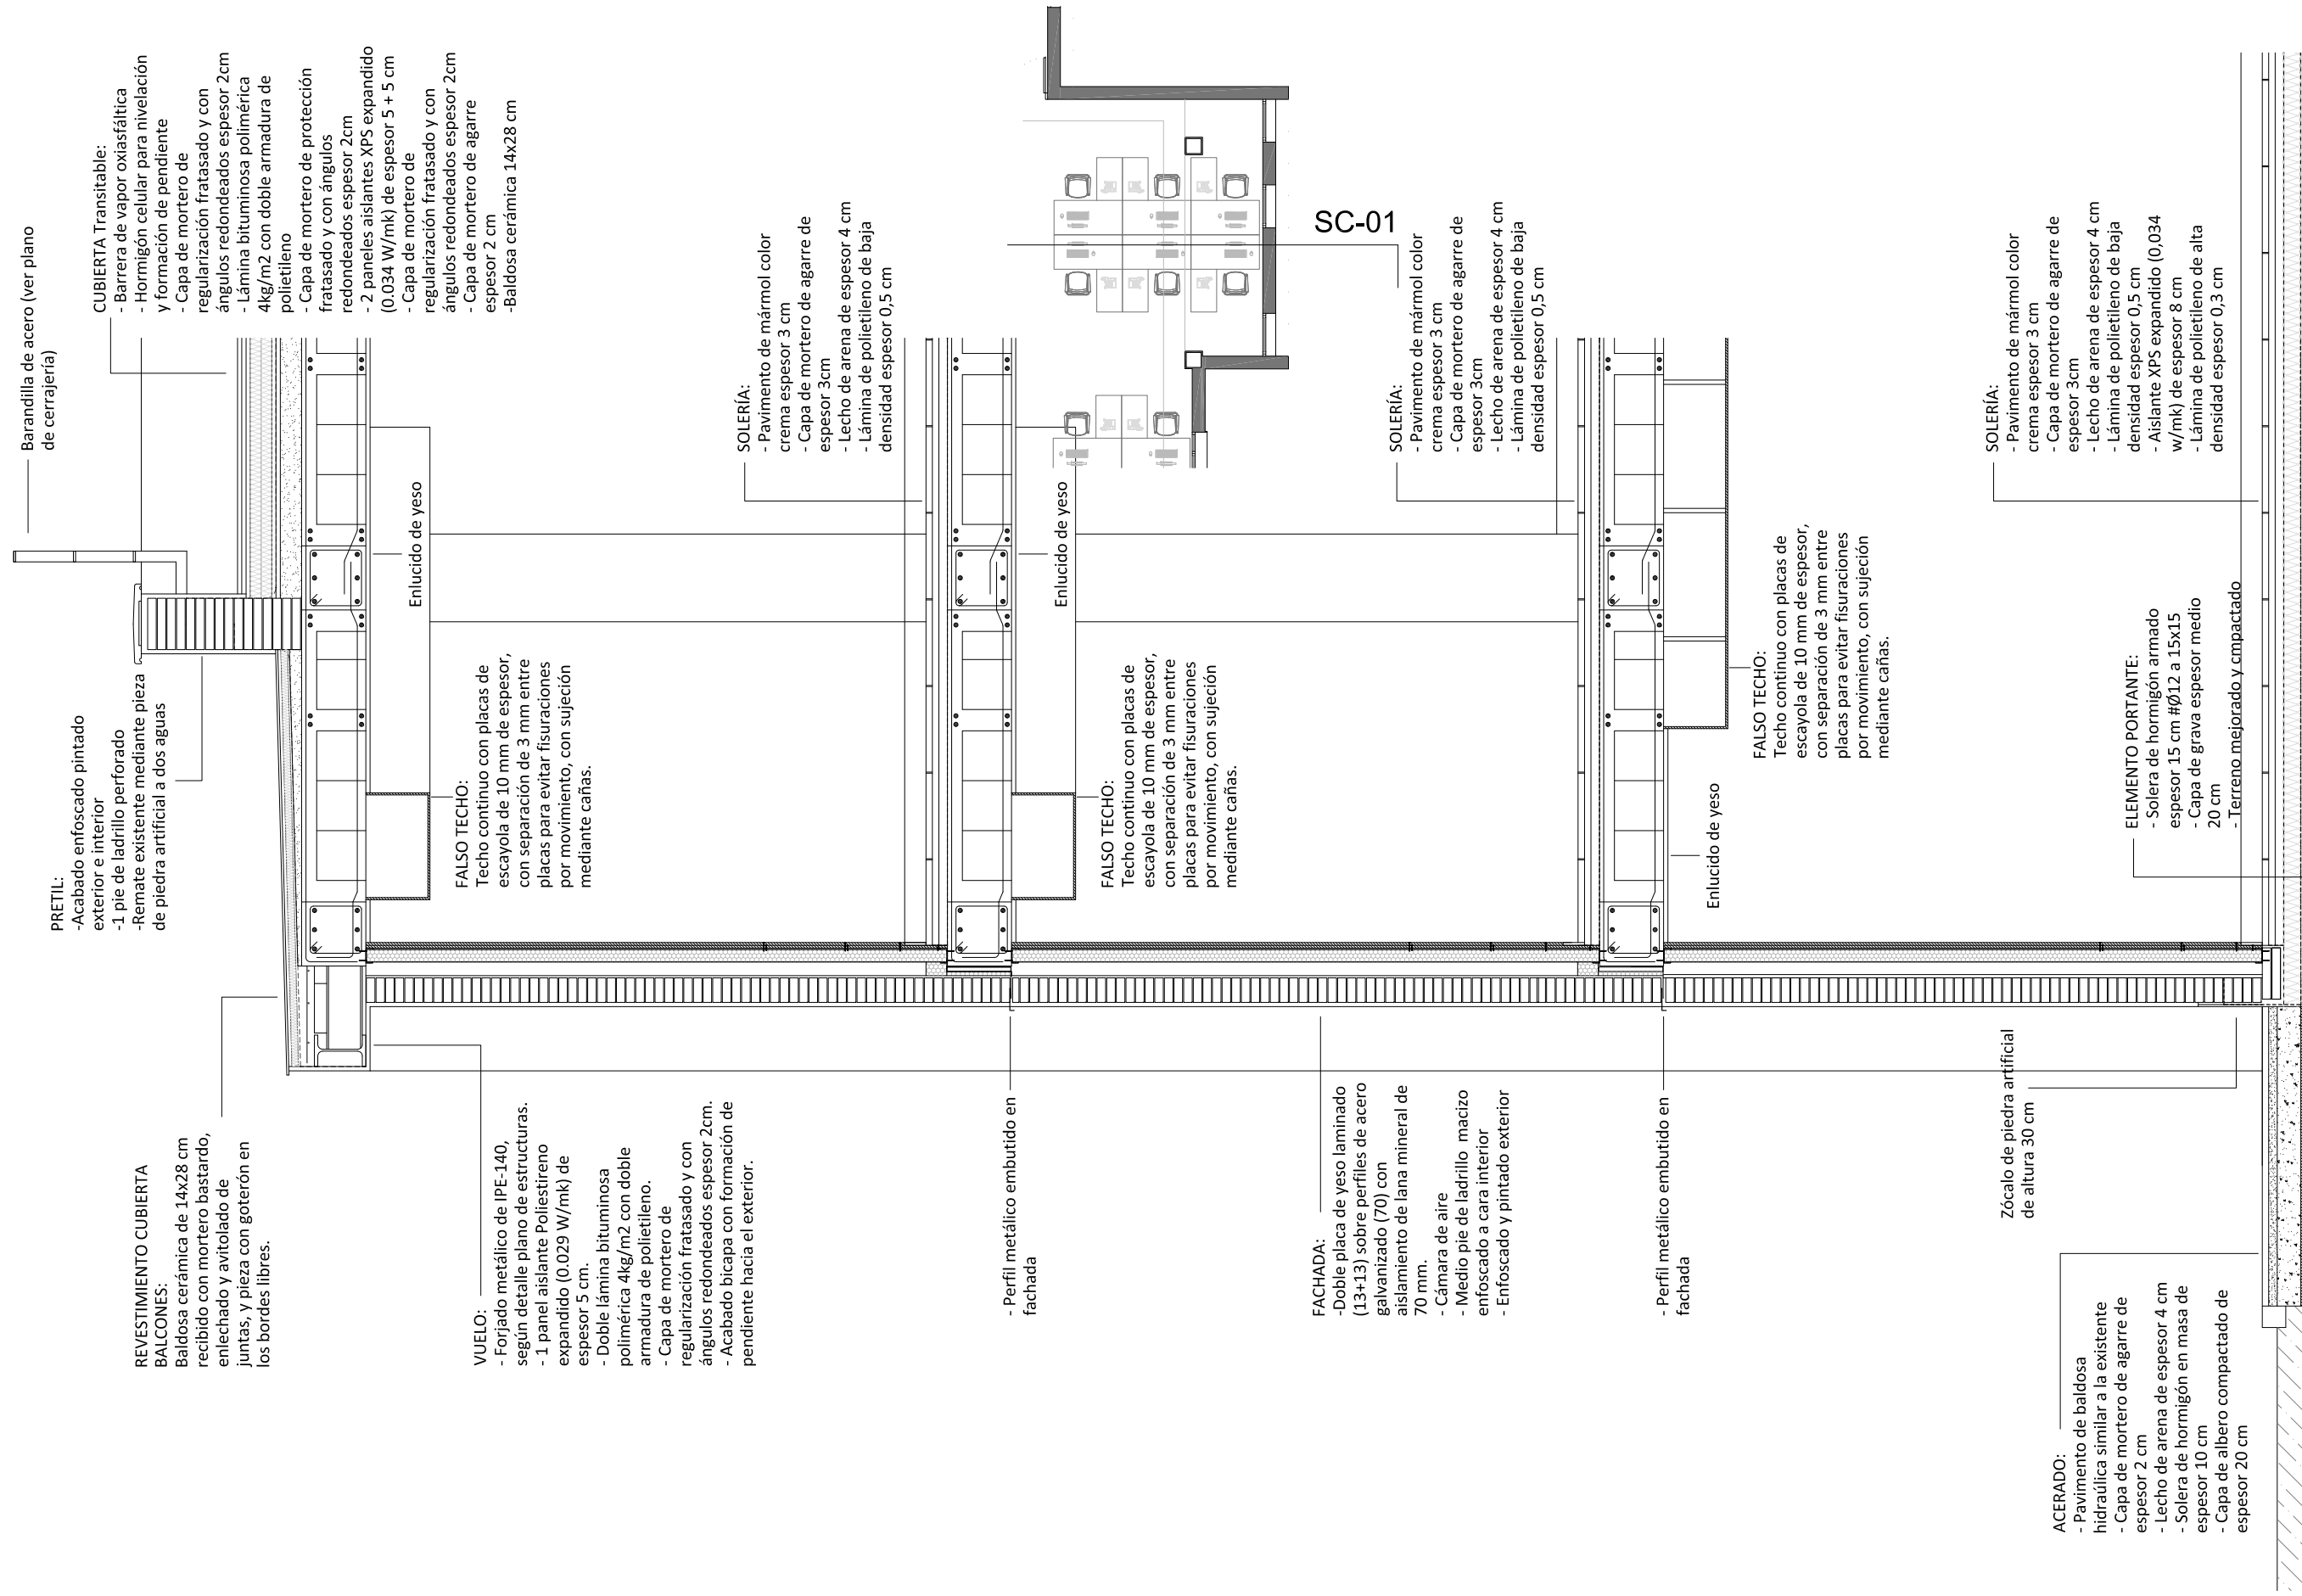 Barandilla de acero (ver plano
de cerrajería)
CUBIERTA Transitable:
- Barrera de vapor oxiasfáltica
- Hormigón celular para nivelación
y formación de pendiente
- Capa de mortero de
regularización fratasado y con
ángulos redondeados espesor 2cm
- Lámina bituminosa polimérica
4kg/m2 con doble armadura de
polietileno
- Capa de mortero de protección
fratasado y con ángulos
redondeados espesor 2cm
- 2 paneles aislantes XPS expandido
(0.034 W/mk) de espesor 5 + 5 cm
- Capa de mortero de
regularización fratasado y con
ángulos redondeados espesor 2cm
- Capa de mortero de agarre
espesor 2 cm
-Baldosa cerámica 14x28 cm
PRETIL:
-Acabado enfoscado pintado
exterior e interior
-1 pie de ladrillo perforado
-Remate existente mediante pieza
de piedra artificial a dos aguas
REVESTIMIENTO CUBIERTA
BALCONES:
Baldosa cerámica de 14x28 cm
recibido con mortero bastardo,
enlechado y avitolado de
juntas, y pieza con goterón en
los bordes libres.
Enlucido de yeso
FALSO TECHO:
Techo continuo con placas de
escayola de 10 mm de espesor,
con separación de 3 mm entre
placas para evitar fisuraciones
por movimiento, con sujeción
mediante cañas.
VUELO:
- Forjado metálico de IPE-140,
según detalle plano de estructuras.
- 1 panel aislante Poliestireno
expandido (0.029 W/mk) de
espesor 5 cm.
- Doble lámina bituminosa
polimérica 4kg/m2 con doble
armadura de polietileno.
- Capa de mortero de
regularización fratasado y con
ángulos redondeados espesor 2cm.
- Acabado bicapa con formación de
pendiente hacia el exterior.
SOLERÍA:
- Pavimento de mármol color
crema espesor 3 cm
- Capa de mortero de agarre de
espesor 3cm
- Lecho de arena de espesor 4 cm
- Lámina de polietileno de baja
densidad espesor 0,5 cm
Enlucido de yeso
FALSO TECHO:
Techo continuo con placas de
escayola de 10 mm de espesor,
con separación de 3 mm entre
placas para evitar fisuraciones
por movimiento, con sujeción
mediante cañas.
- Perfil metálico embutido en
fachada
SC-01
FACHADA:
-Doble placa de yeso laminado
(13+13) sobre perfiles de acero
galvanizado (70) con
aislamiento de lana mineral de
70 mm.
- Cámara de aire
- Medio pie de ladrillo  macizo
enfoscado a cara interior
- Enfoscado y pintado exterior
SOLERÍA:
- Pavimento de mármol color
crema espesor 3 cm
- Capa de mortero de agarre de
espesor 3cm
- Lecho de arena de espesor 4 cm
- Lámina de polietileno de baja
densidad espesor 0,5 cm
- Perfil metálico embutido en
fachada
Enlucido de yeso
FALSO TECHO:
Techo continuo con placas de
escayola de 10 mm de espesor,
con separación de 3 mm entre
placas para evitar fisuraciones
por movimiento, con sujeción
mediante cañas.
SOLERÍA:
- Pavimento de mármol color
crema espesor 3 cm
- Capa de mortero de agarre de
espesor 3cm
- Lecho de arena de espesor 4 cm
- Lámina de polietileno de baja
densidad espesor 0,5 cm
- Aislante XPS expandido (0,034
w/mk) de espesor 8 cm
- Lámina de polietileno de alta
densidad espesor 0,3 cm
ELEMENTO PORTANTE:
- Solera de hormigón armado
espesor 15 cm #Ø12 a 15x15
- Capa de grava espesor medio
20 cm
- Terreno mejorado y cmpactado
Zócalo de piedra artificial
de altura 30 cm
ACERADO:
- Pavimento de baldosa
hidraúlica similar a la existente
- Capa de mortero de agarre de
espesor 2 cm
- Lecho de arena de espesor 4 cm
- Solera de hormigón en masa de
espesor 10 cm
- Capa de albero compactado de
espesor 20 cm